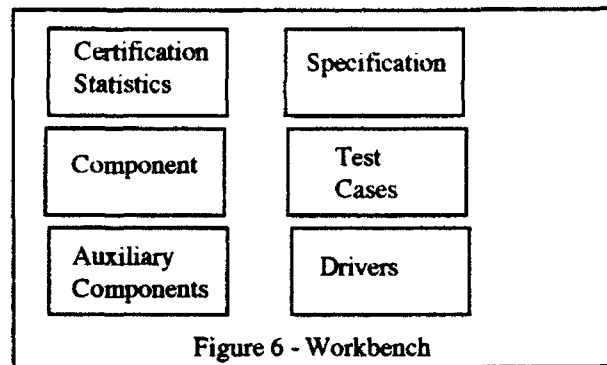 Certification
Statistics
Specification
Component
Test
Cases
Auxiliary
Components
Drivers
Figure 6 - Workbench